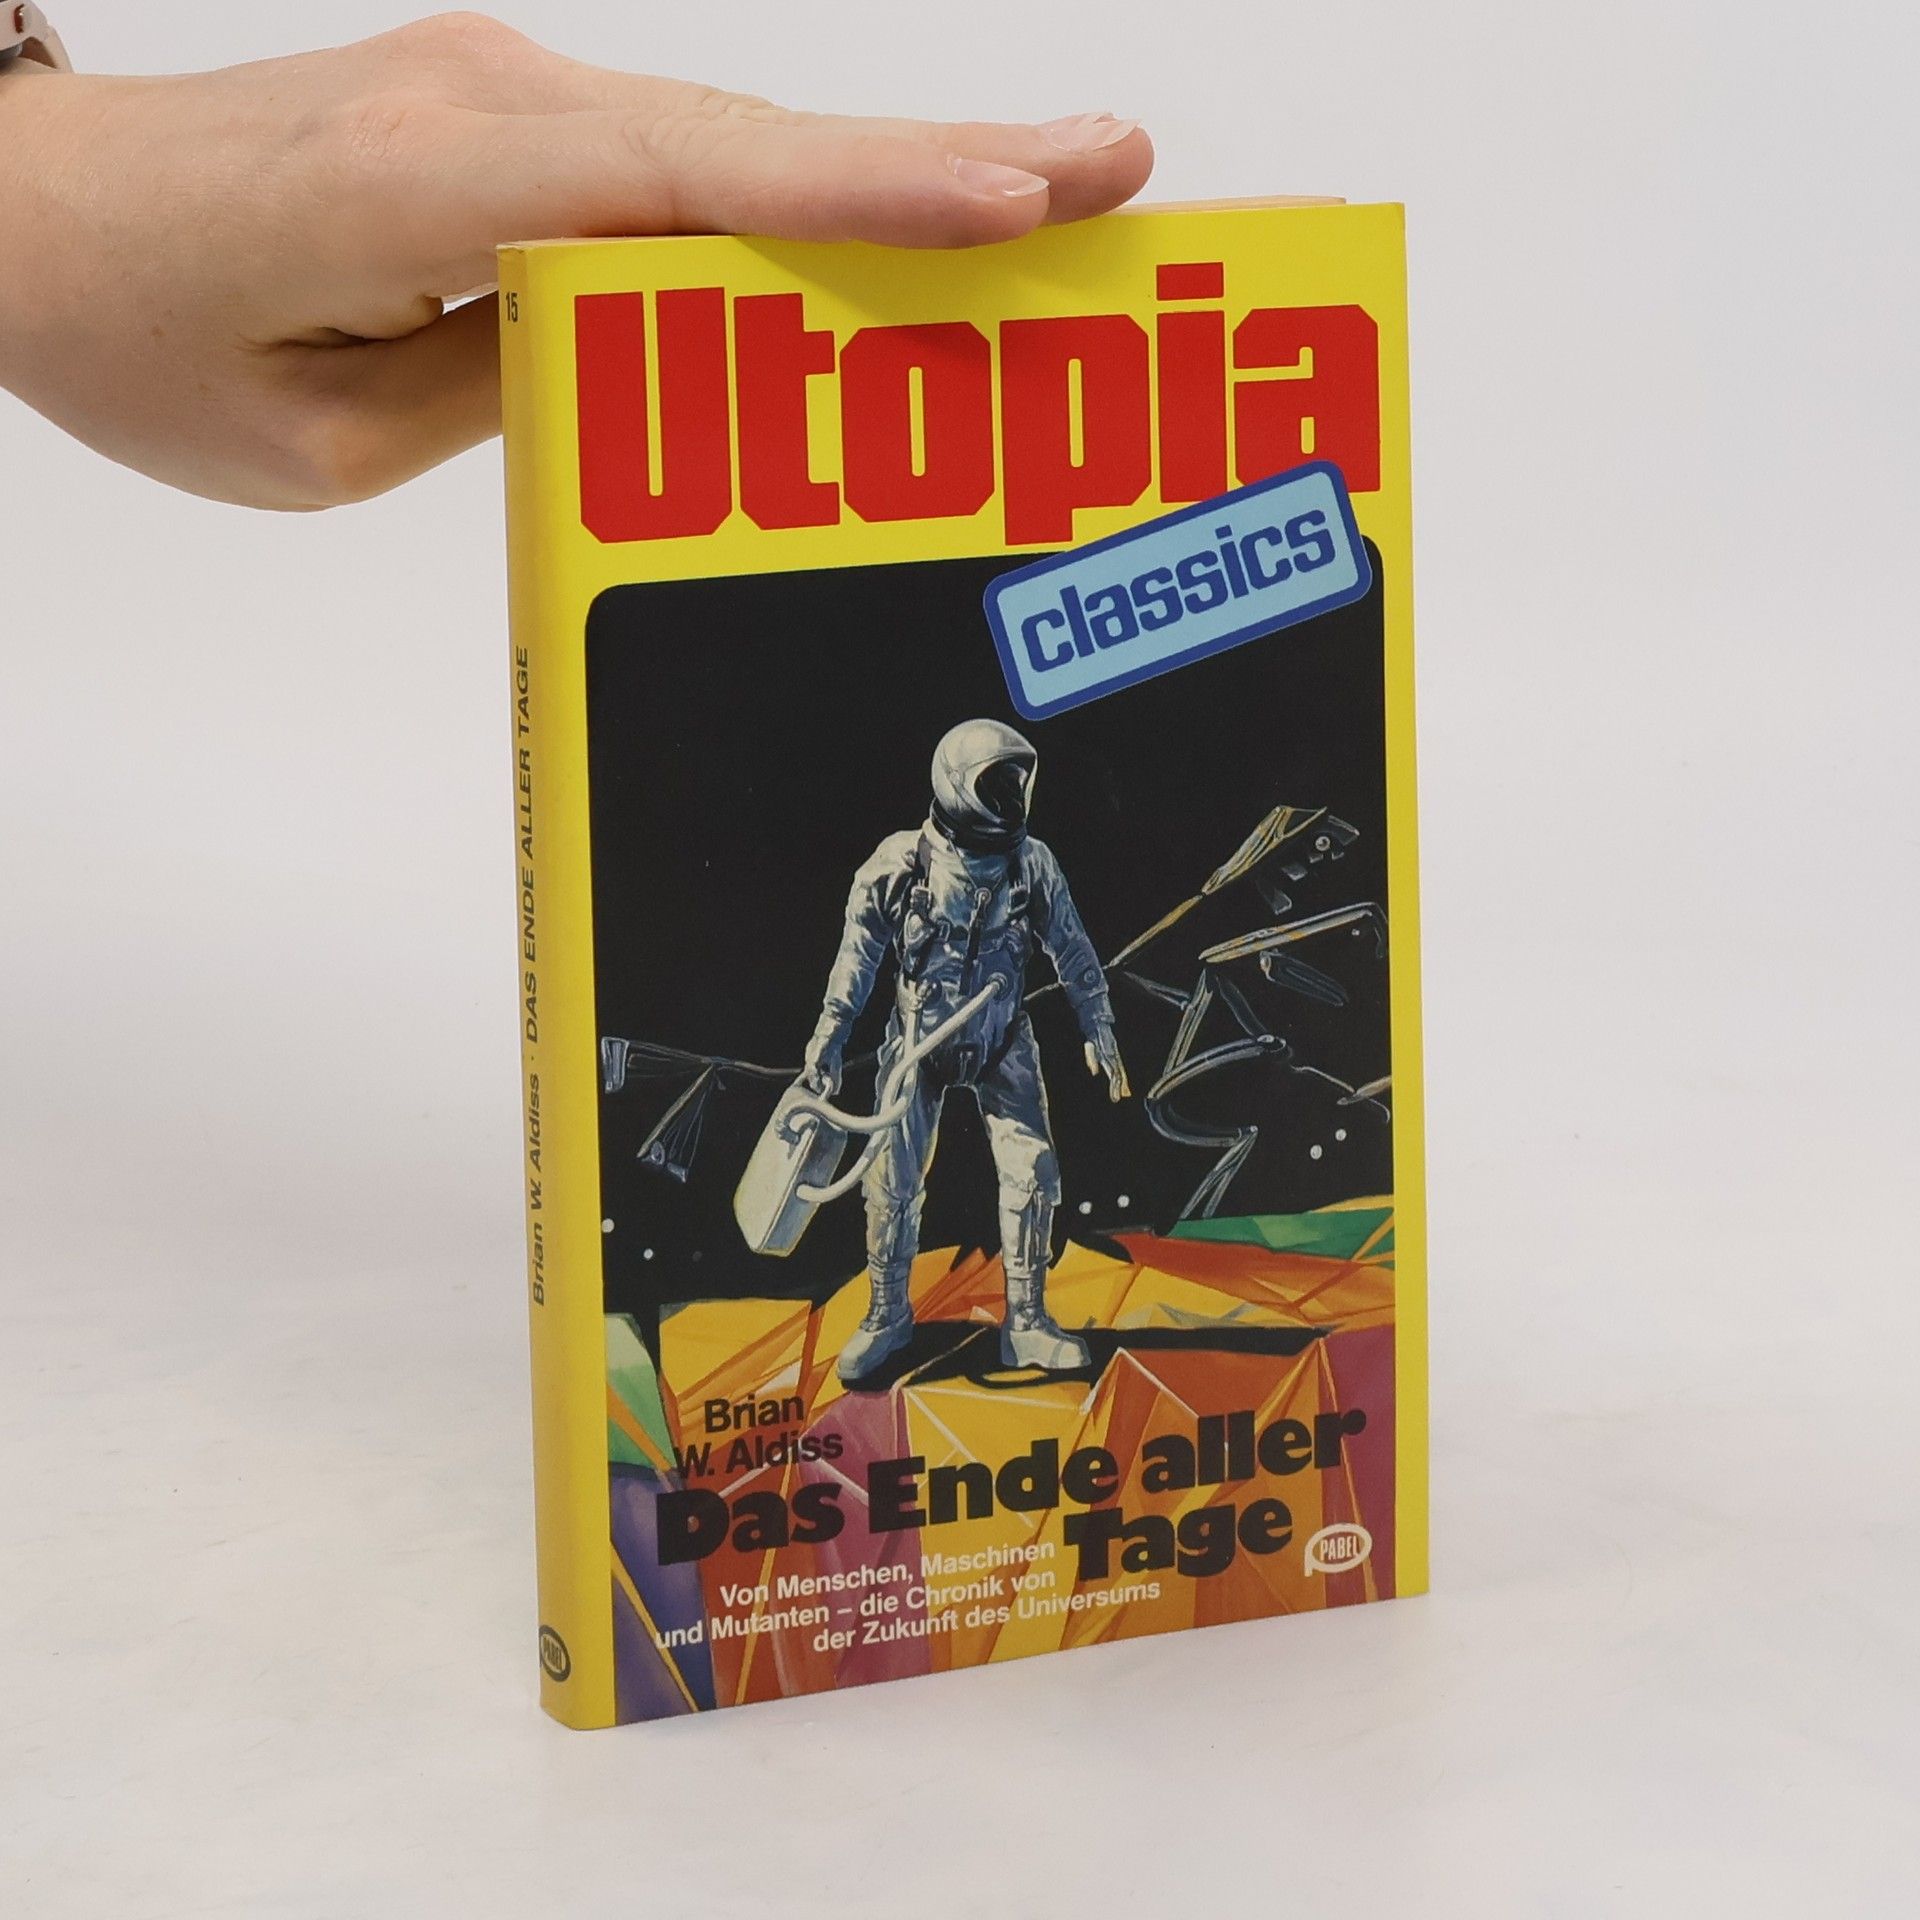 15
Brian W. Aldiss · DAS ENDE ALLER TAGE
PABEL
Utopia
classics
Brian
W. Aldiss
Das Ende aller
Tage
Von Menschen, Maschinen
und Mutanten – die Chronik von
der Zukunft des Universums
PABEL